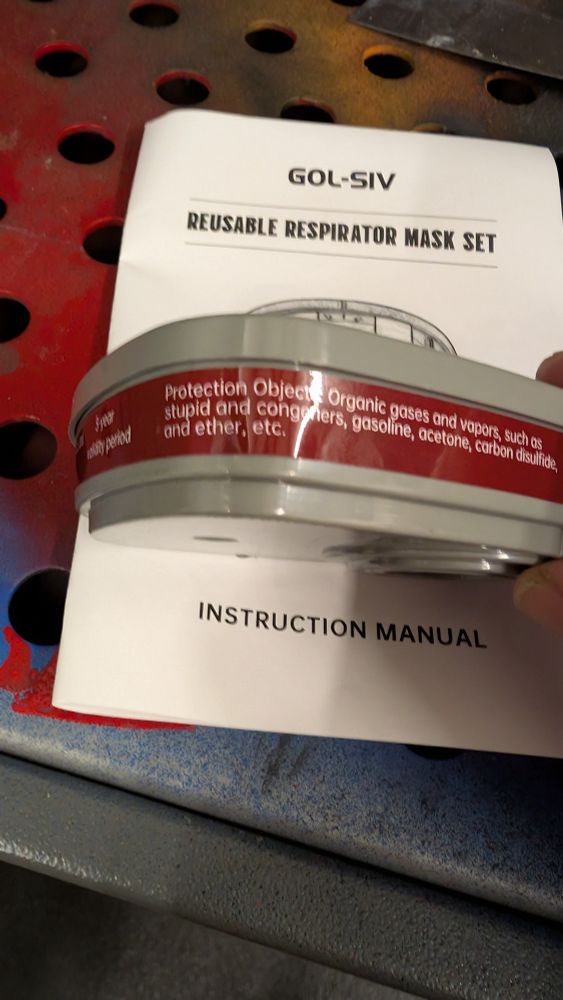 GOL-SIV
REUSABLE RESPIRATOR MASK SET
Protection Object: Organic gases and vapors, such as
stupid and congeners, gasoline, acetone, carbon disulfide,
and ether, etc.
3 year
validity period
INSTRUCTION MANUAL